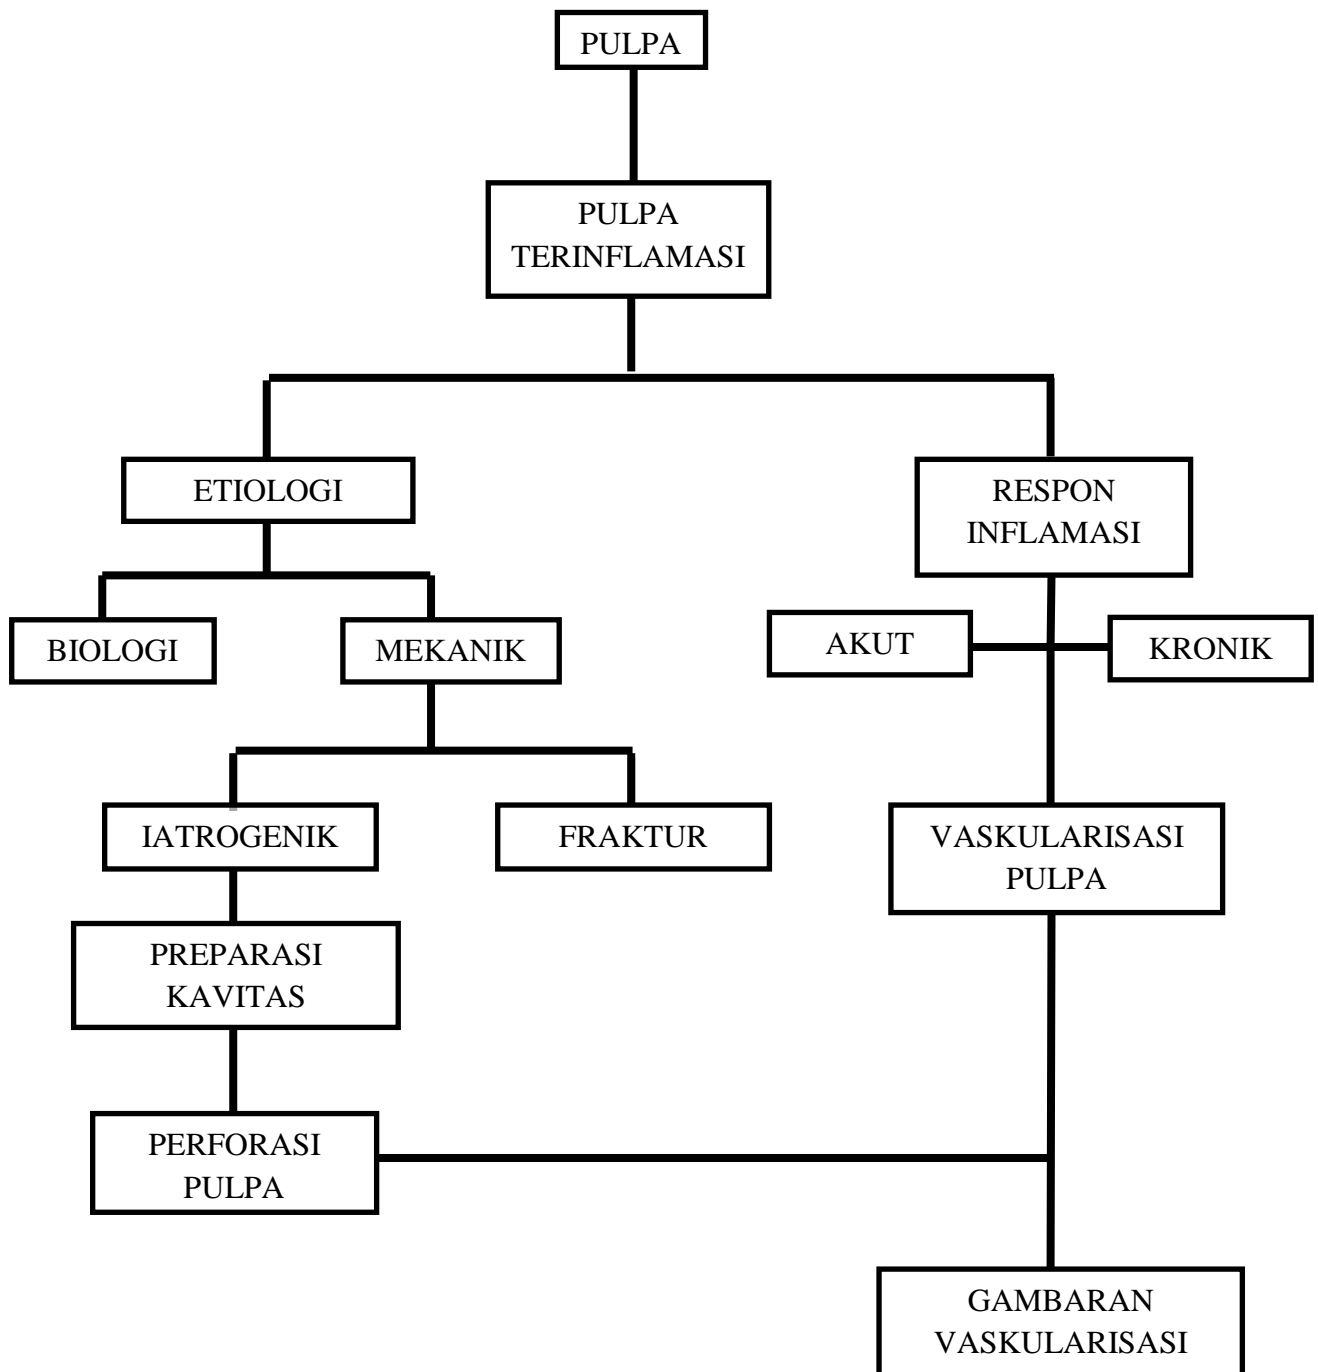 PULPA
PULPA
TERINFLAMASI
ETIOLOGI
RESPON
INFLAMASI
BIOLOGI
MEKANIK
AKUT
KRONIK
IATROGENIK
FRAKTUR
VASKULARISASI
PULPA
PREPARASI
KAVITAS
PERFORASI
PULPA
GAMBARAN
VASKULARISASI